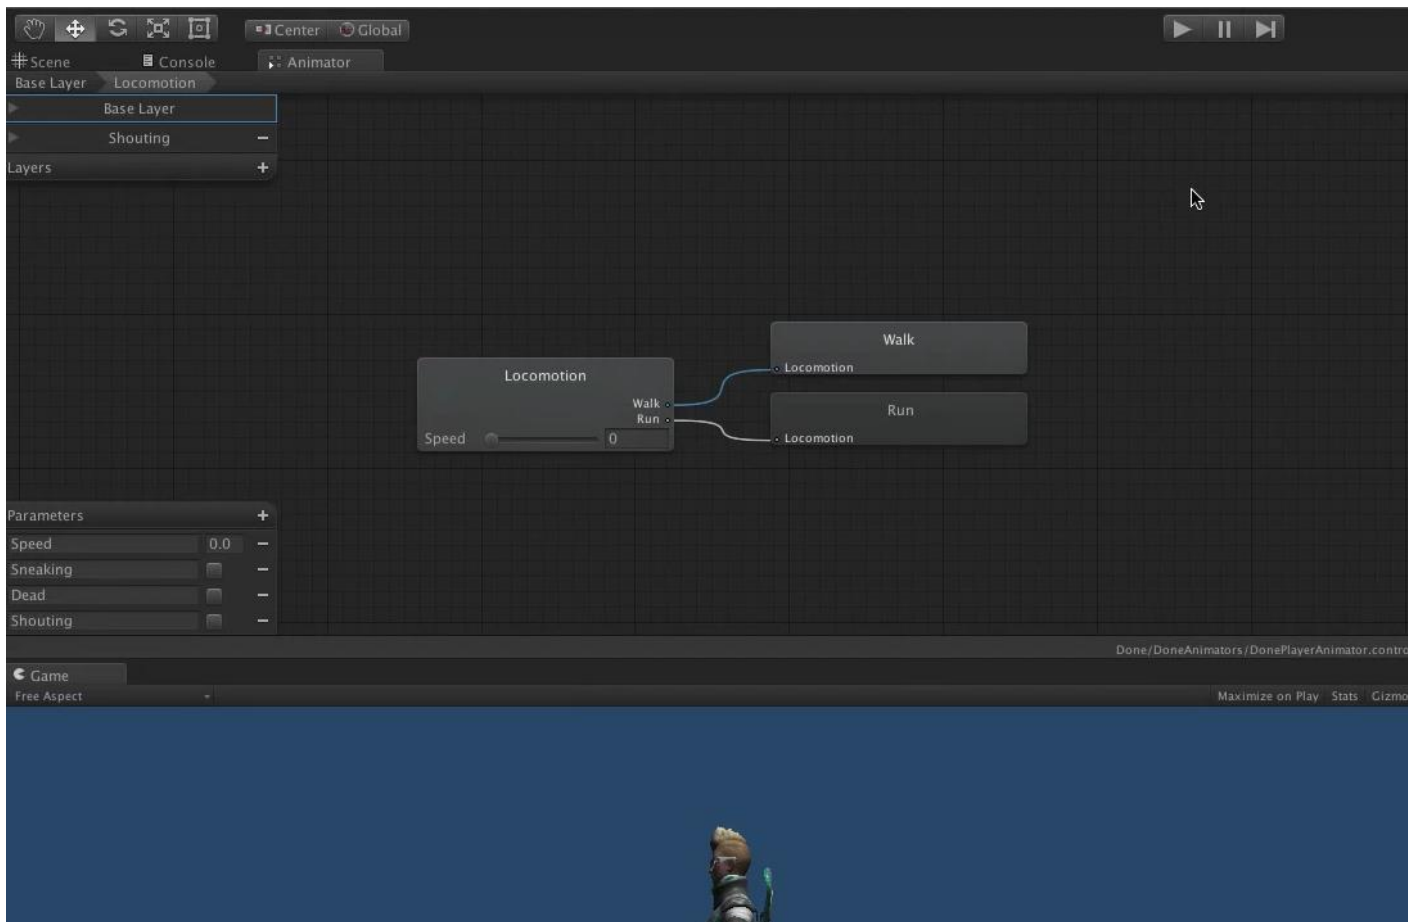 Center Global
Scene Console Animator
Base Layer Locomotion
Base Layer
Shouting
Layers
Walk
Locomotion
Locomotion
Walk
Run
Speed 0
Run
Locomotion
Parameters
Speed 0.0
Sneaking
Dead
Shouting
Done/DoneAnimators/DonePlayerAnimator.contro
Game
Free Aspect Maximize on Play Stats Gizmo